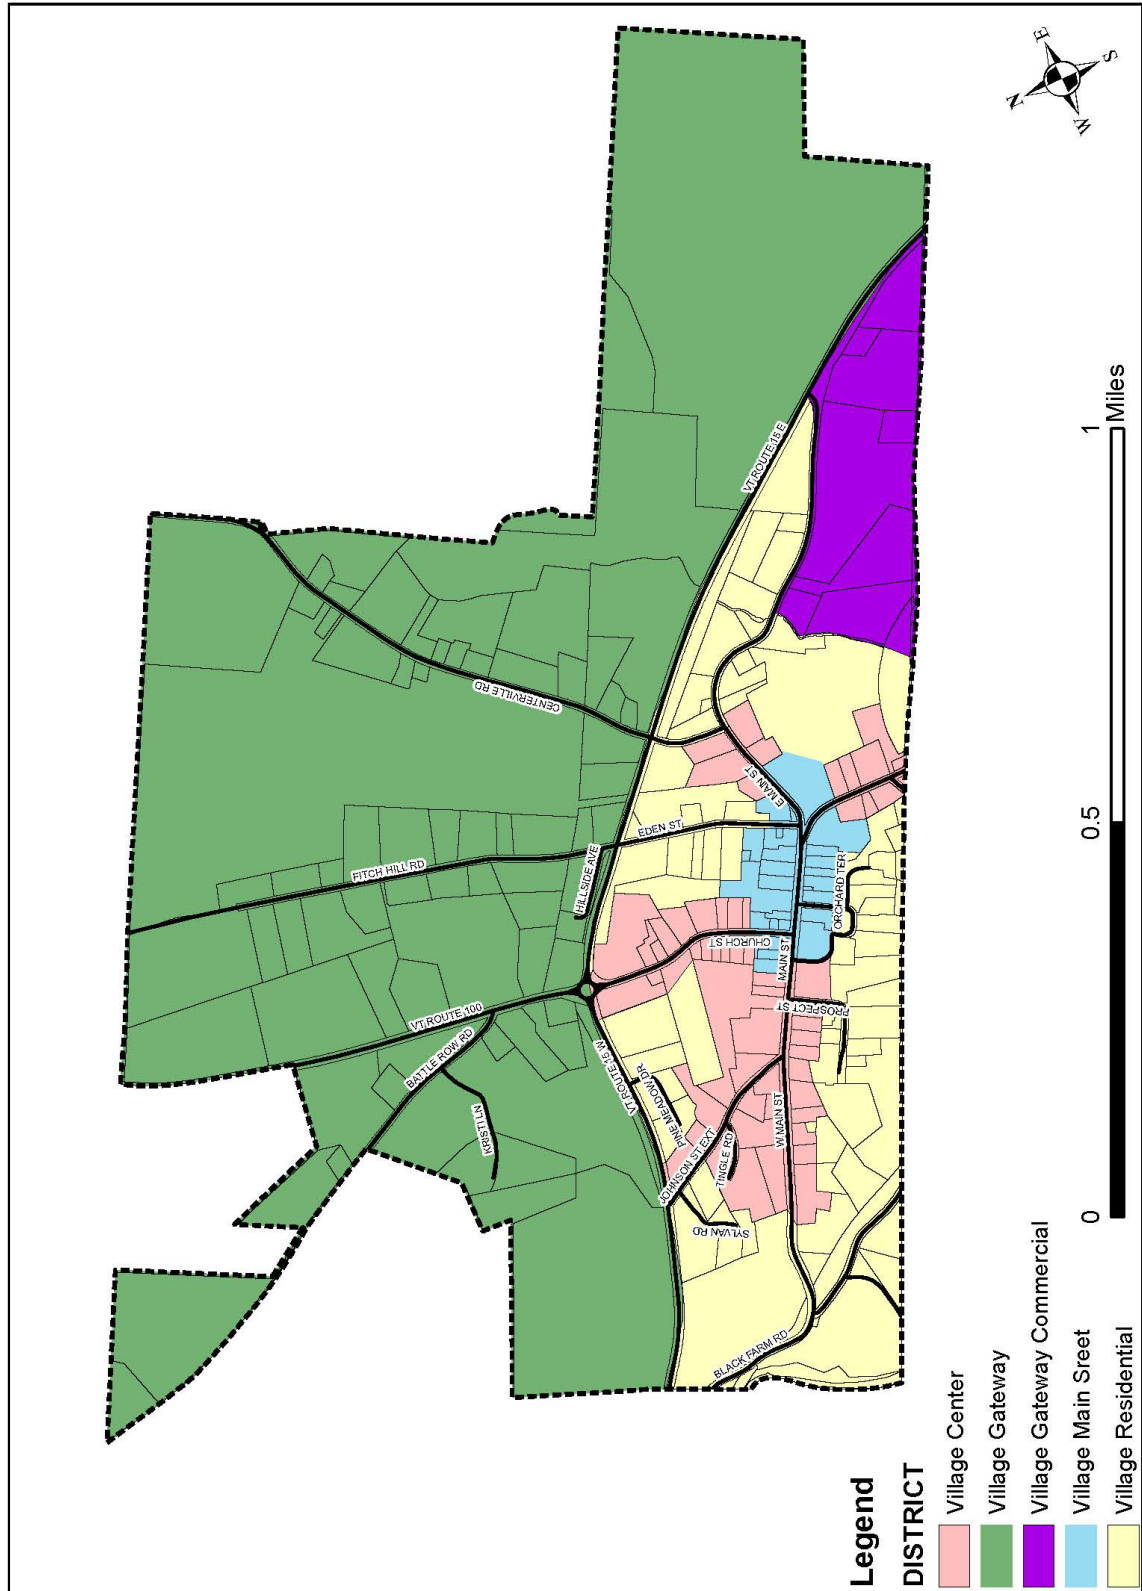 N
E
S
W
CENTERVILLE RD
VT ROUTE 15 E
FITCH HILL RD
HILLSIDE AVE
EDEN ST
E MAIN ST
VT ROUTE 100
BATTLE ROW RD
KRISTI LN
CHURCH ST
MAIN ST
ORCHARD TER
PROSPECT ST
VT ROUTE 15 W
PINE MEADOW DR
JOHNSON ST EXT
TINGLE RD
W MAIN ST
SYLVAN RD
BLACK FARM RD
0
0.5
1
Miles
Legend
DISTRICT
Village Center
Village Gateway
Village Gateway Commercial
Village Main Sreet
Village Residential